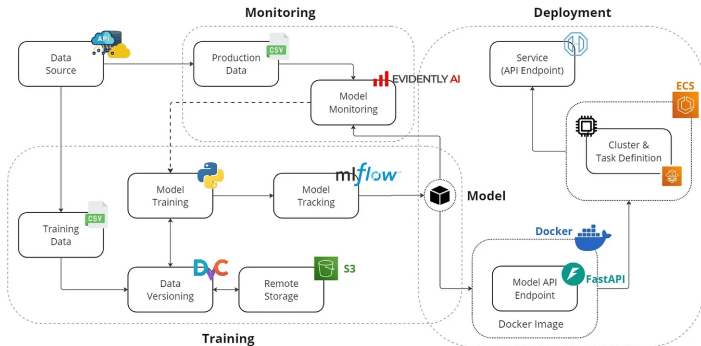 Monitoring
Deployment
API
Data
Source
Production
Data
CSV
EVIDENTLY AI
Model
Monitoring
Service
(API Endpoint)
ECS
Cluster &
Task Definition
Model
Training
mlflow
Model
Tracking
Model
CSV
Training
Data
DVC
Data
Versioning
S3
Remote
Storage
Docker
FastAPI
Model API
Endpoint
Docker Image
Training